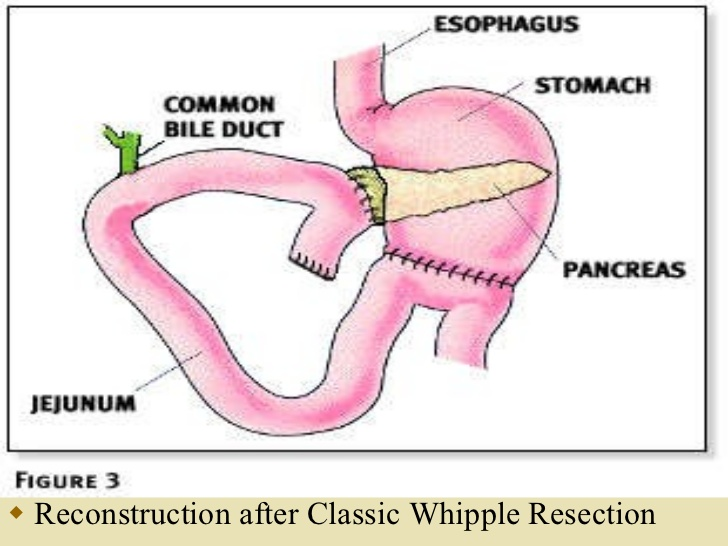 ESOPHAGUS
STOMACH
COMMON
BILE DUCT
PANCREAS
JEJUNUM
FIGURE 3
Reconstruction after Classic Whipple Resection